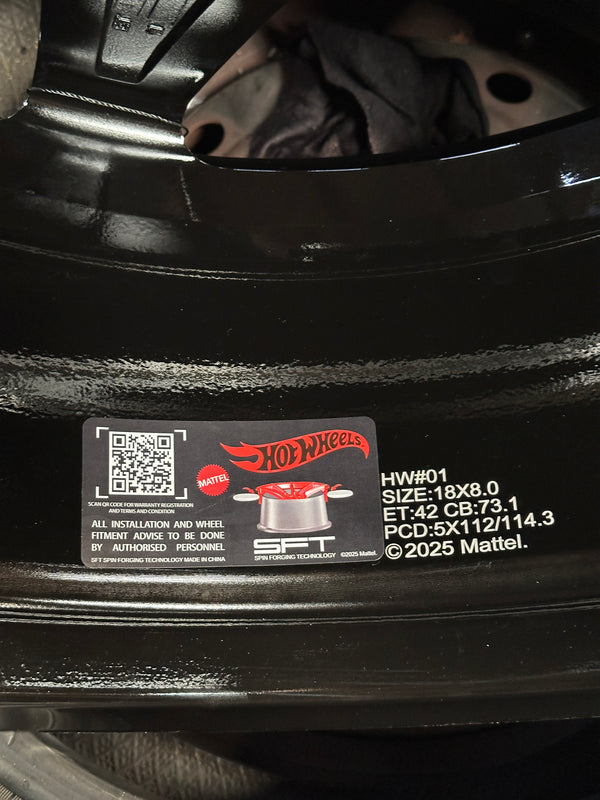 SCAN QR CODE FOR WARRANTY REGISTRATION
AND TERMS AND CONDITION
ALL INSTALLATION AND WHEEL
FITMENT ADVISE TO BE DONE
BY AUTHORISED PERSONNEL
SFT SPIN FORGING TECHNOLOGY MADE IN CHINA
HOT WHEELS
MATTEL
SFT
SPIN FORGING TECHNOLOGY
©2025 Mattel.
HW#01
SIZE:18X8.0
ET:42 CB:73.1
PCD:5X112/114.3
©2025 Mattel.